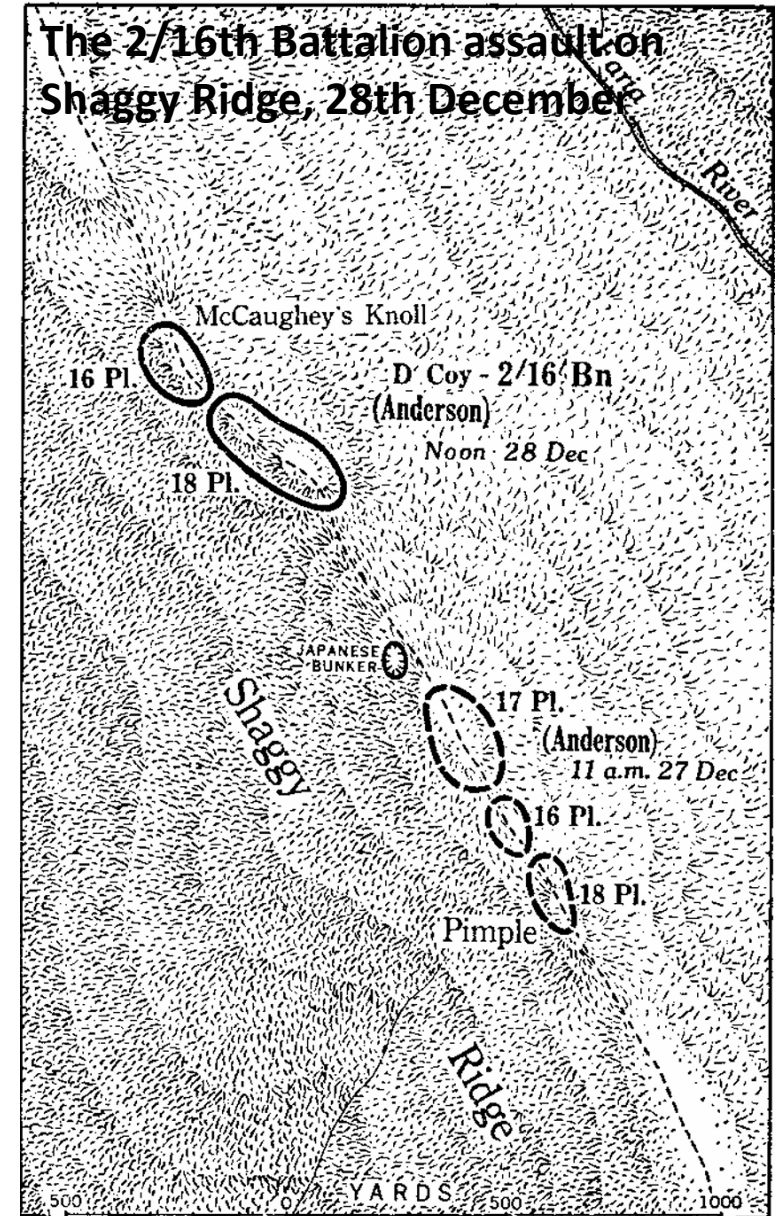 The 2/16th Battalion assault on
Shaggy Ridge, 28th December
Faria
River
McCaughey's Knoll
16 Pl.
D Coy - 2/16 Bn
(Anderson)
Noon 28 Dec
18 Pl.
JAPANESE
BUNKER
Shaggy
17 Pl.
(Anderson)
11 a.m. 27 Dec
16 Pl.
18 Pl.
Pimple
Ridge
500 0 YARDS 500 1000